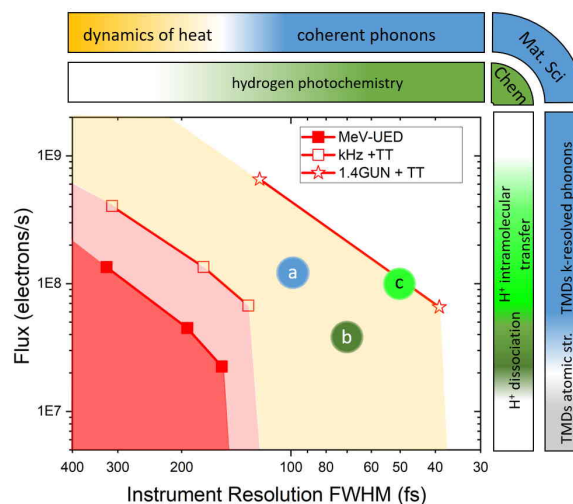 dynamics of heat
coherent phonons
Mat. Sci
hydrogen photochemistry
Chem
MeV-UED
kHz +TT
1.4GUN + TT
1E9
1E8
1E7
Flux (electrons/s)
a
b
c
400
300
200
100
90
80
70
60
50
40
30
Instrument Resolution FWHM (fs)
H⁺ intramolecular
transfer
H⁺ dissociation
TMDs k-resolved phonons
TMDs atomic str.